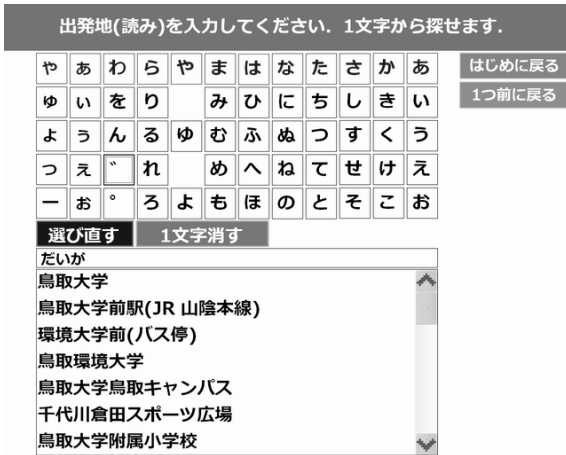 出発地(読み)を入力してください．1文字から探せます．
ゃ ぁ わ ら や ま は な た さ か あ
ゅ ぃ を り み ひ に ち し き い
ょ ぅ ん る ゆ む ふ ぬ つ す く う
っ ぇ ゛ れ め へ ね て せ け え
ー ぉ ゜ ろ よ も ほ の と そ こ お
はじめに戻る
1つ前に戻る
選び直す 1文字消す
だいが
鳥取大学
鳥取大学前駅(JR 山陰本線)
環境大学前(バス停)
鳥取環境大学
鳥取大学鳥取キャンパス
千代川倉田スポーツ広場
鳥取大学附属小学校